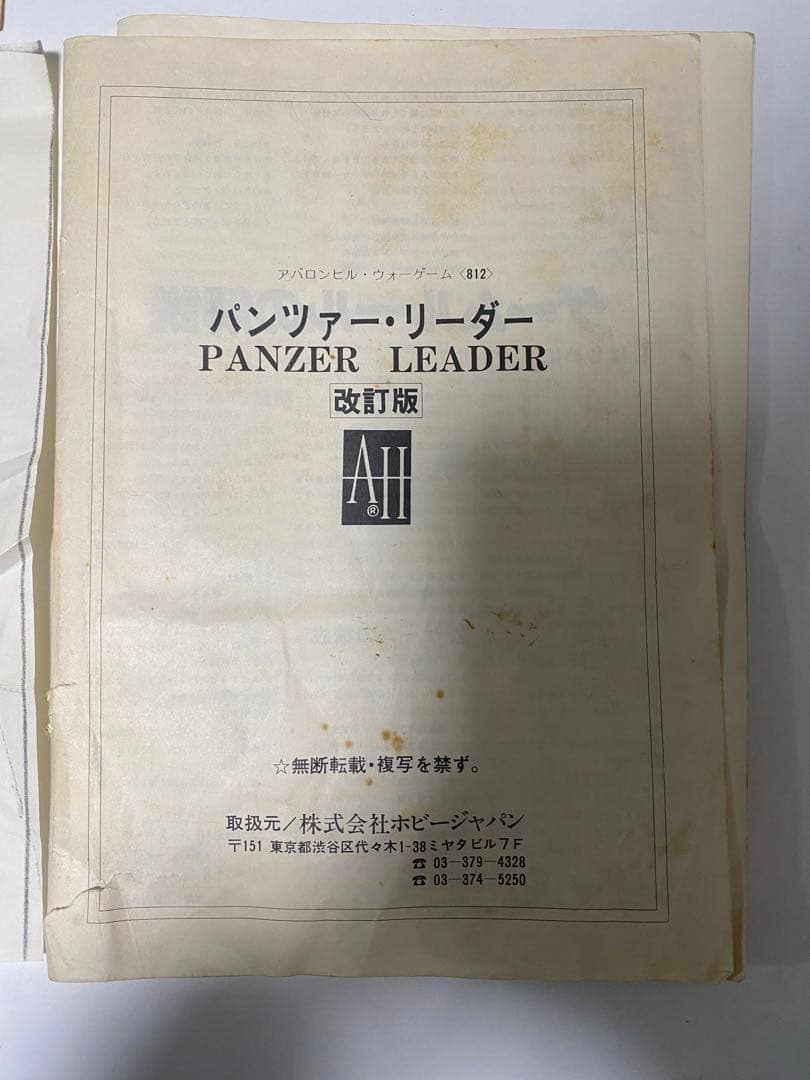 アバロンヒル・ウォーゲーム〈812〉
パンツァー・リーダー
PANZER LEADER
改訂版
AH®
☆無断転載・複写を禁ず。
取扱元/株式会社ホビージャパン
〒151 東京都渋谷区代々木1-38ミヤタビル7F
☎ 03-379-4328
☎ 03-374-5250